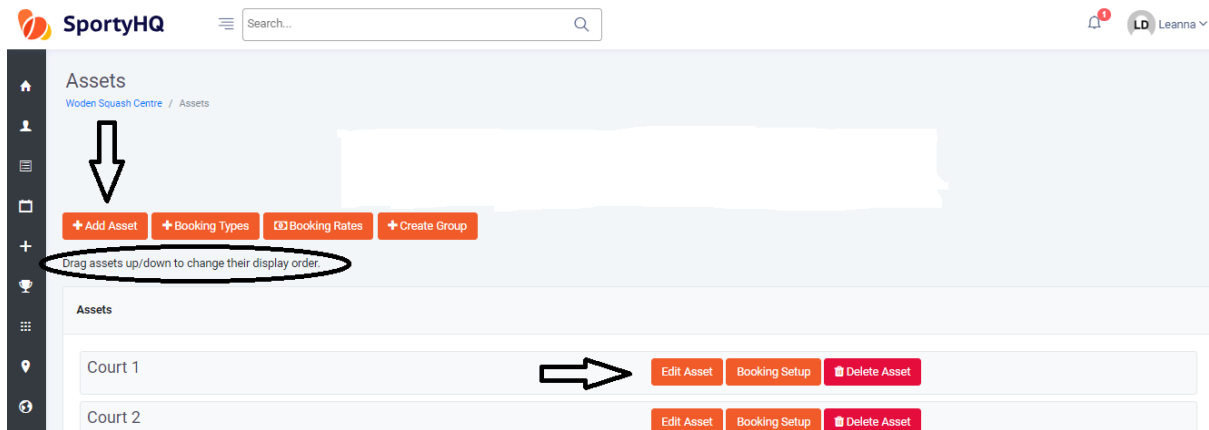 SportyHQ
Search...
1
LD Leanna
Assets
Woden Squash Centre / Assets
+ Add Asset + Booking Types Booking Rates + Create Group
Drag assets up/down to change their display order.
Assets
Court 1 Edit Asset Booking Setup Delete Asset
Court 2 Edit Asset Booking Setup Delete Asset